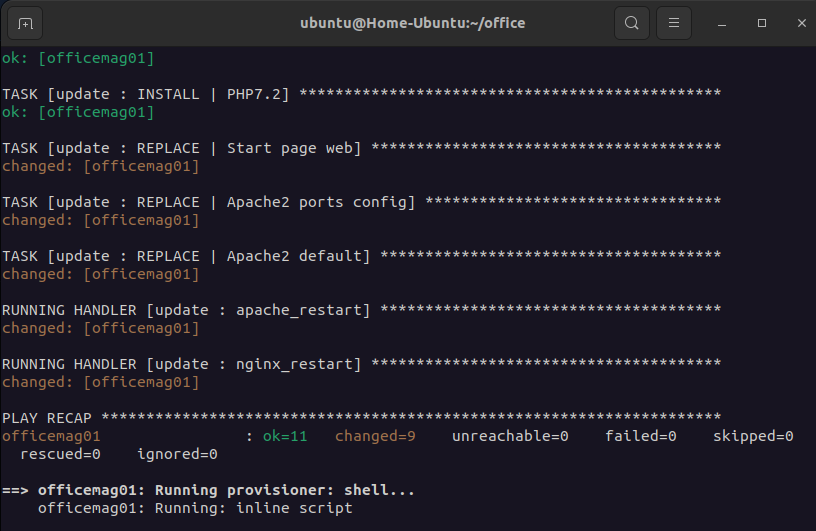 ubuntu@Home-Ubuntu:~/office
ok: [officemag01]
TASK [update : INSTALL | PHP7.2] ***********************************************
ok: [officemag01]
TASK [update : REPLACE | Start page web] ***************************************
changed: [officemag01]
TASK [update : REPLACE | Apache2 ports config] *********************************
changed: [officemag01]
TASK [update : REPLACE | Apache2 default] **************************************
changed: [officemag01]
RUNNING HANDLER [update : apache_restart] **************************************
changed: [officemag01]
RUNNING HANDLER [update : nginx_restart] ***************************************
changed: [officemag01]
PLAY RECAP *********************************************************************
officemag01                : ok=11   changed=9    unreachable=0    failed=0    skipped=0
  rescued=0    ignored=0
==> officemag01: Running provisioner: shell...
    officemag01: Running: inline script